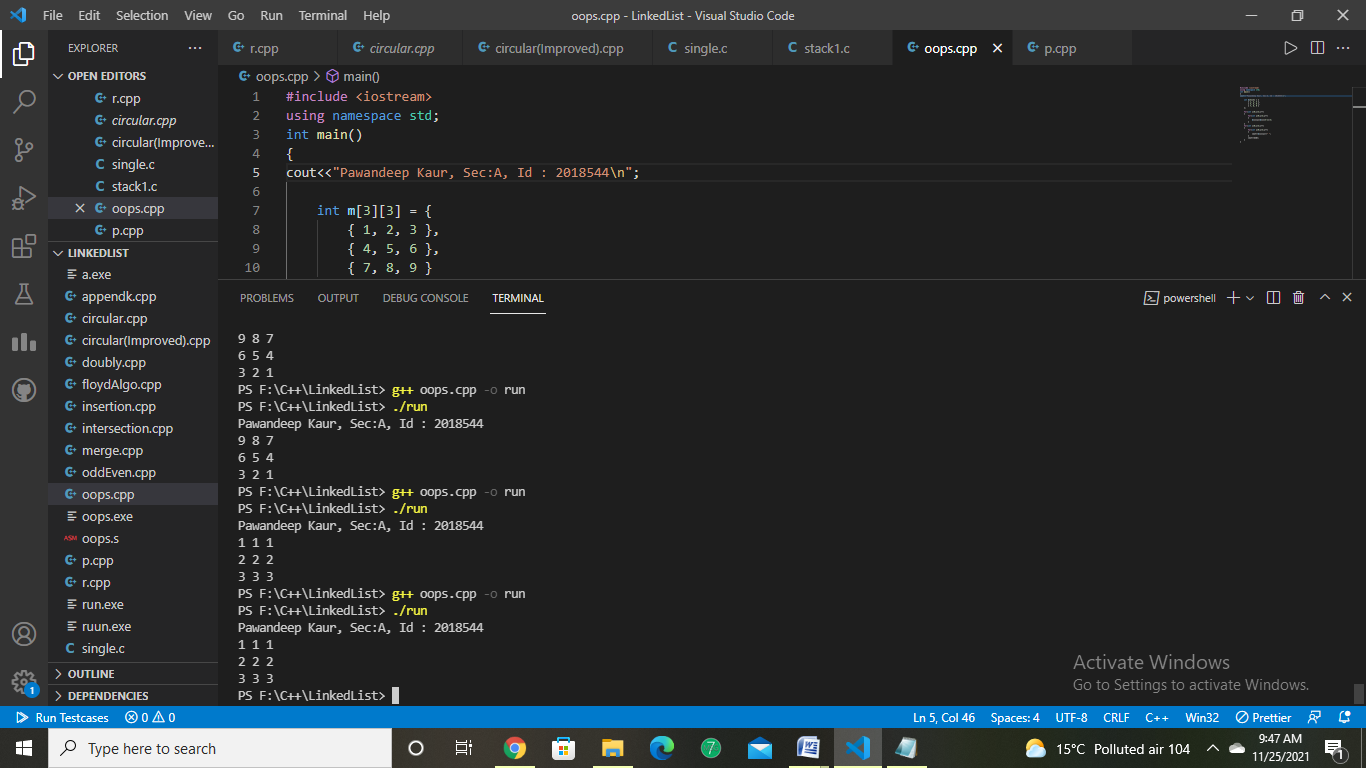 File Edit Selection View Go Run Terminal Help
oops.cpp - LinkedList - Visual Studio Code
EXPLORER
OPEN EDITORS
r.cpp
circular.cpp
circular(Improve...
single.c
stack1.c
oops.cpp
p.cpp
LINKEDLIST
a.exe
appendk.cpp
circular.cpp
circular(Improved).cpp
doubly.cpp
floydAlgo.cpp
insertion.cpp
intersection.cpp
merge.cpp
oddEven.cpp
oops.cpp
oops.exe
ASM oops.s
p.cpp
r.cpp
run.exe
ruun.exe
single.c
OUTLINE
DEPENDENCIES
r.cpp circular.cpp circular(Improved).cpp single.c stack1.c oops.cpp p.cpp
oops.cpp > main()
1 #include <iostream>
2 using namespace std;
3 int main()
4 {
5 cout<<"Pawandeep Kaur, Sec:A, Id : 2018544\n";
6
7 int m[3][3] = {
8 { 1, 2, 3 },
9 { 4, 5, 6 },
10 { 7, 8, 9 }
PROBLEMS OUTPUT DEBUG CONSOLE TERMINAL
powershell
9 8 7
6 5 4
3 2 1
PS F:\C++\LinkedList> g++ oops.cpp -o run
PS F:\C++\LinkedList> ./run
Pawandeep Kaur, Sec:A, Id : 2018544
9 8 7
6 5 4
3 2 1
PS F:\C++\LinkedList> g++ oops.cpp -o run
PS F:\C++\LinkedList> ./run
Pawandeep Kaur, Sec:A, Id : 2018544
1 1 1
2 2 2
3 3 3
PS F:\C++\LinkedList> g++ oops.cpp -o run
PS F:\C++\LinkedList> ./run
Pawandeep Kaur, Sec:A, Id : 2018544
1 1 1
2 2 2
3 3 3
PS F:\C++\LinkedList>
Activate Windows
Go to Settings to activate Windows.
1
Run Testcases 0 0
Ln 5, Col 46 Spaces: 4 UTF-8 CRLF C++ Win32 Prettier
Type here to search
7
15°C Polluted air 104
9:47 AM
11/25/2021
1